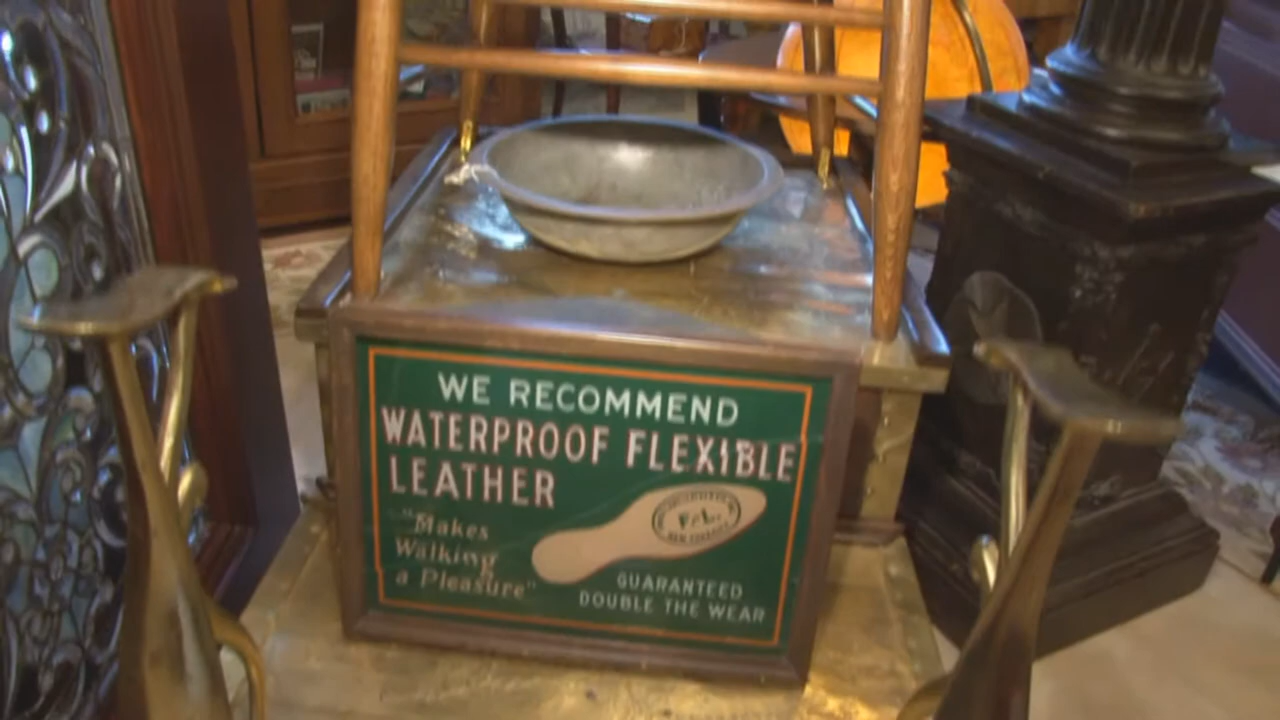 WE RECOMMEND
WATERPROOF FLEXIBLE
LEATHER
"Makes
Walking
a Pleasure"
GUARANTEED
DOUBLE THE WEAR